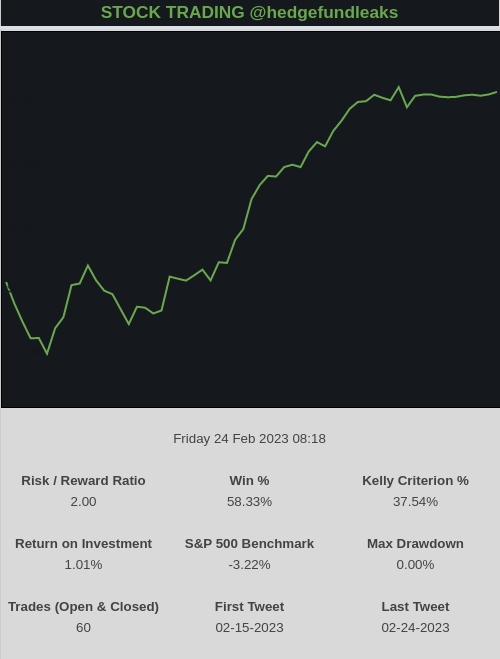 STOCK TRADING @hedgefundleaks
Friday 24 Feb 2023 08:18
Risk / Reward Ratio Win % Kelly Criterion %
2.00 58.33% 37.54%
Return on Investment S&P 500 Benchmark Max Drawdown
1.01% -3.22% 0.00%
Trades (Open & Closed) First Tweet Last Tweet
60 02-15-2023 02-24-2023